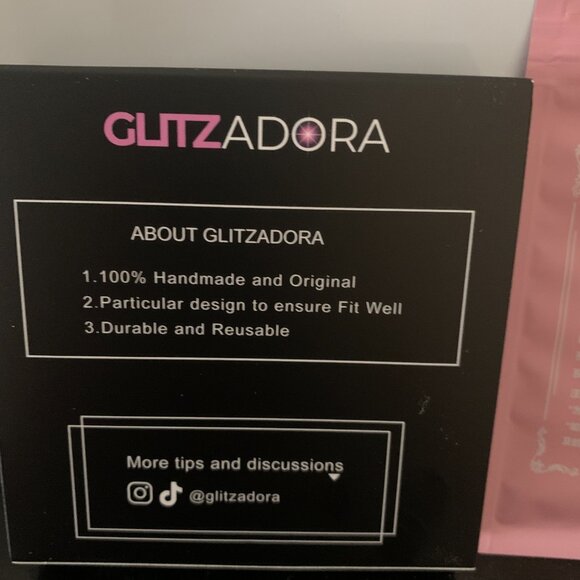 GLITZADORA
ABOUT GLITZADORA
1.100% Handmade and Original
2.Particular design to ensure Fit Well
3.Durable and Reusable
More tips and discussions
@glitzadora